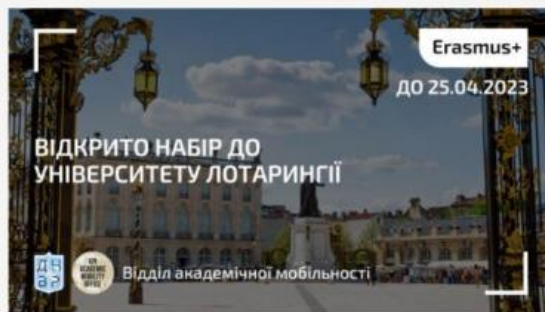 Erasmus+
ДО 25.04.2023
ВІДКРИТО НАБІР ДО
УНІВЕРСИТЕТУ ЛОТАРИНГІЇ
Відділ академічної мобільності